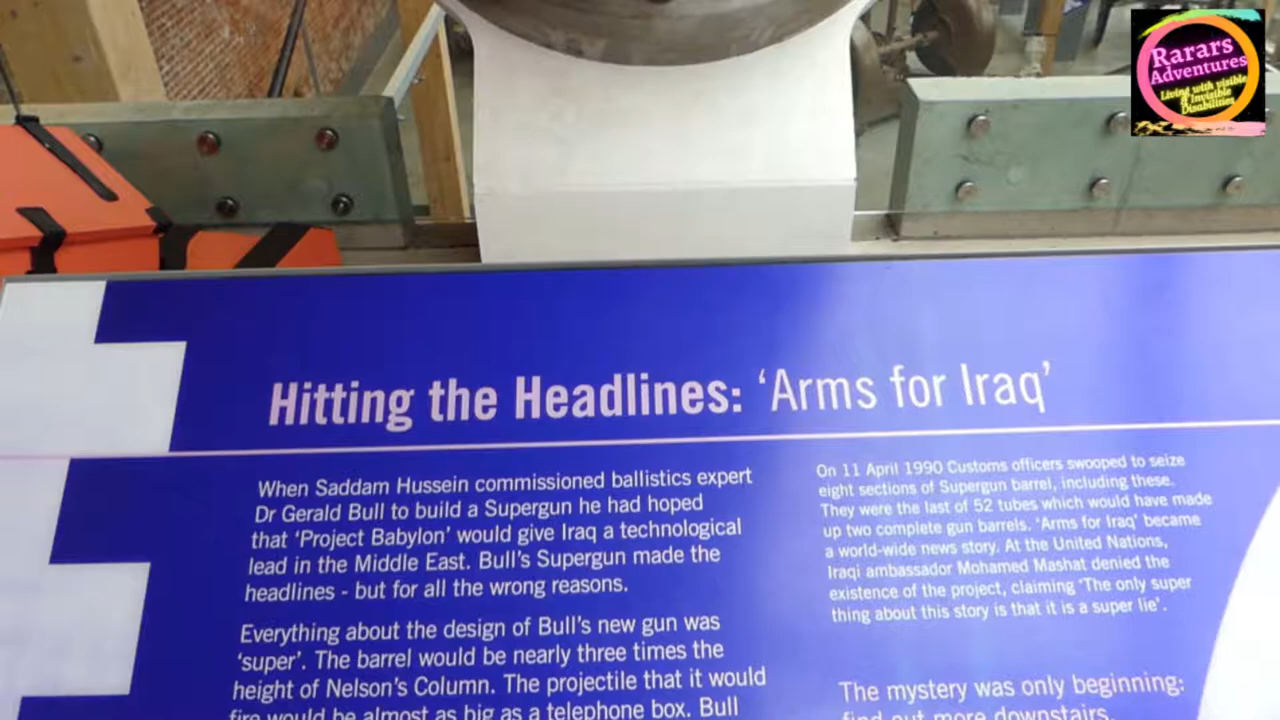 Rarars
Adventures
Living with visible
& Invisible
Disabilities
Hitting the Headlines: ‘Arms for Iraq’
When Saddam Hussein commissioned ballistics expert
Dr Gerald Bull to build a Supergun he had hoped
that ‘Project Babylon’ would give Iraq a technological
lead in the Middle East. Bull’s Supergun made the
headlines - but for all the wrong reasons.
Everything about the design of Bull’s new gun was
‘super’. The barrel would be nearly three times the
height of Nelson’s Column. The projectile that it would
fire would be almost as big as a telephone box. Bull
On 11 April 1990 Customs officers swooped to seize
eight sections of Supergun barrel, including these.
They were the last of 52 tubes which would have made
up two complete gun barrels. ‘Arms for Iraq’ became
a world-wide news story. At the United Nations,
Iraqi ambassador Mohamed Mashat denied the
existence of the project, claiming ‘The only super
thing about this story is that it is a super lie’.
The mystery was only beginning:
find out more downstairs.